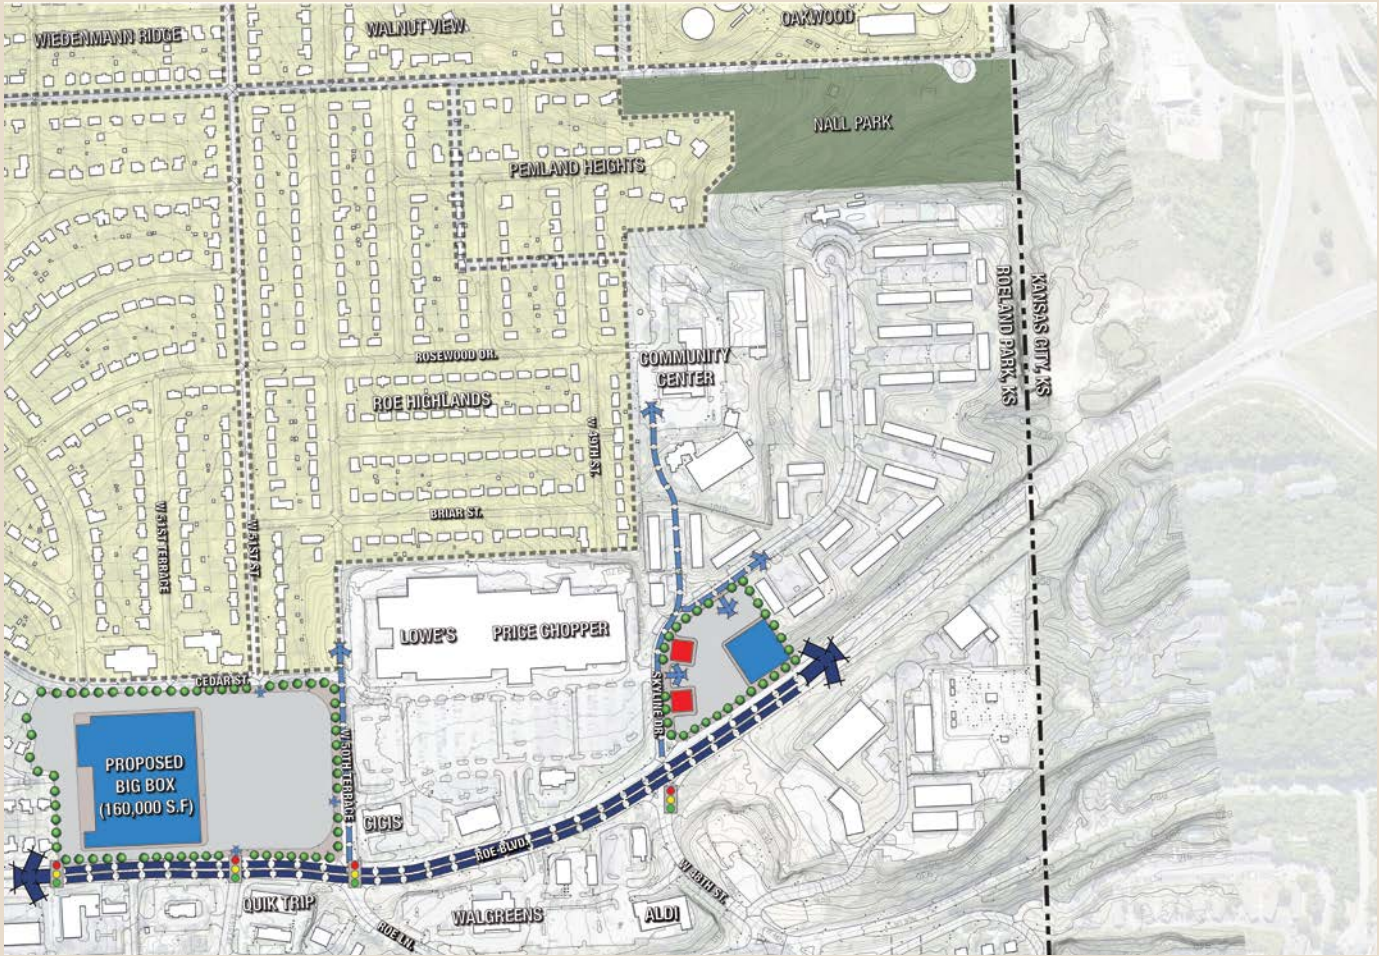 WIEDENMANN RIDGE
WALNUT VIEW
OAKWOOD
NALL PARK
PEMLAND HEIGHTS
KANSAS CITY, KS
ROELAND PARK, KS
ROSEWOOD DR.
COMMUNITY
CENTER
ROE HIGHLANDS
W 49TH ST.
BRIAR ST.
W 51ST TERRACE
W 51ST ST.
LOWE'S
PRICE CHOPPER
CEDAR ST.
SKYLINE DR.
W 50TH TERRACE
PROPOSED
BIG BOX
(160,000 S.F)
CICIS
ROE BLVD.
W 48TH ST.
QUIK TRIP
WALGREENS
ALDI
ROE LN.